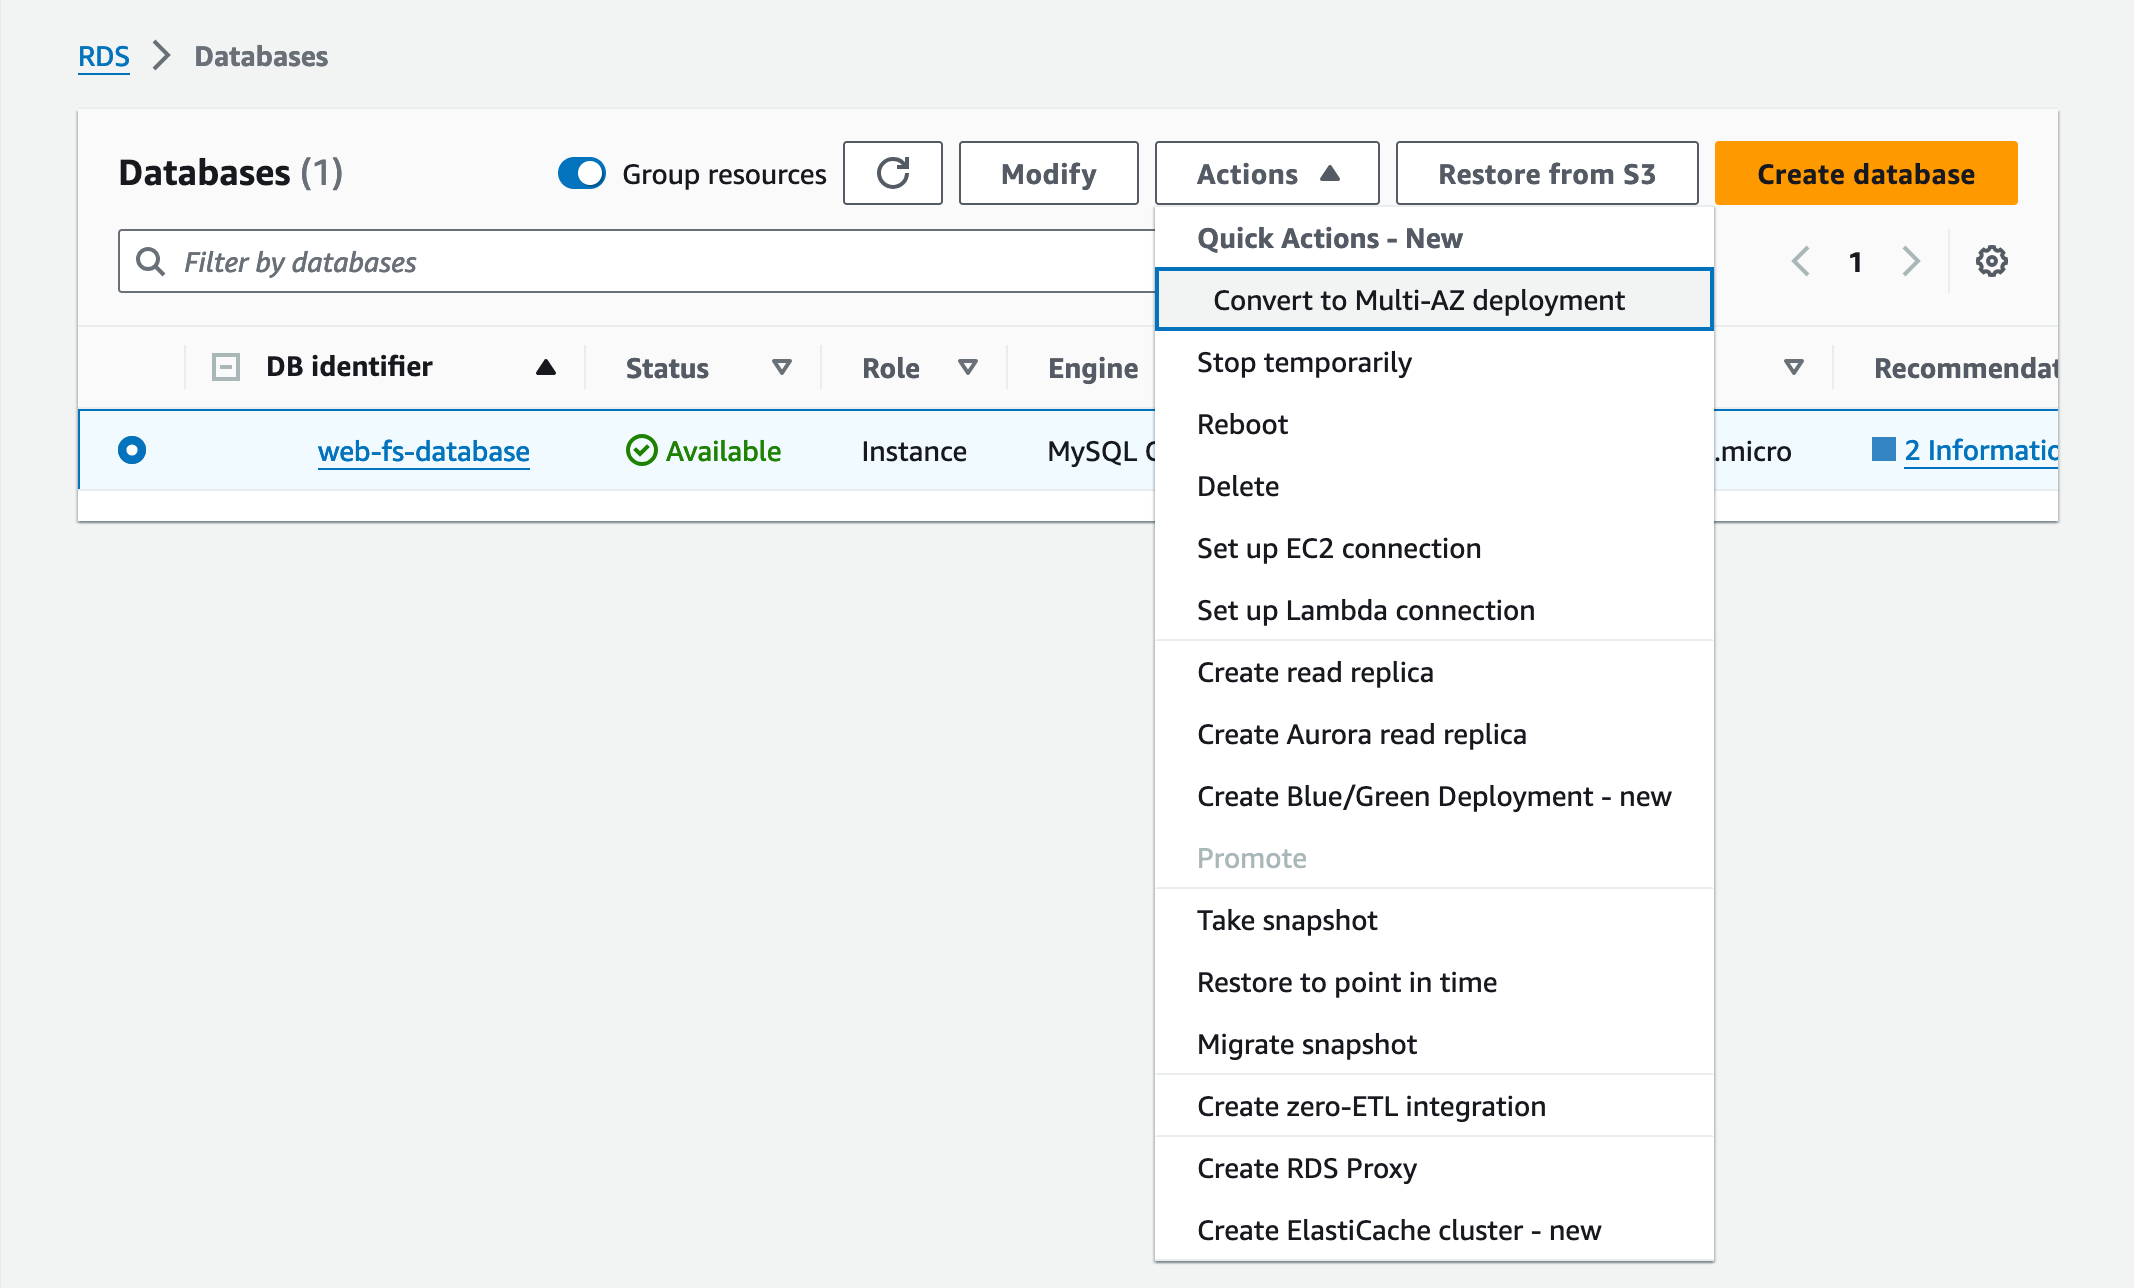 RDS > Databases
Databases (1)
Group resources
Modify
Actions
Restore from S3
Create database
Filter by databases
1
DB identifier
Status
Role
Engine
web-fs-database
Available
Instance
MySQL
.micro
2
Quick Actions - New
Convert to Multi-AZ deployment
Stop temporarily
Reboot
Delete
Set up EC2 connection
Set up Lambda connection
Create read replica
Create Aurora read replica
Create Blue/Green Deployment - new
Promote
Take snapshot
Restore to point in time
Migrate snapshot
Create zero-ETL integration
Create RDS Proxy
Create ElastiCache cluster - new